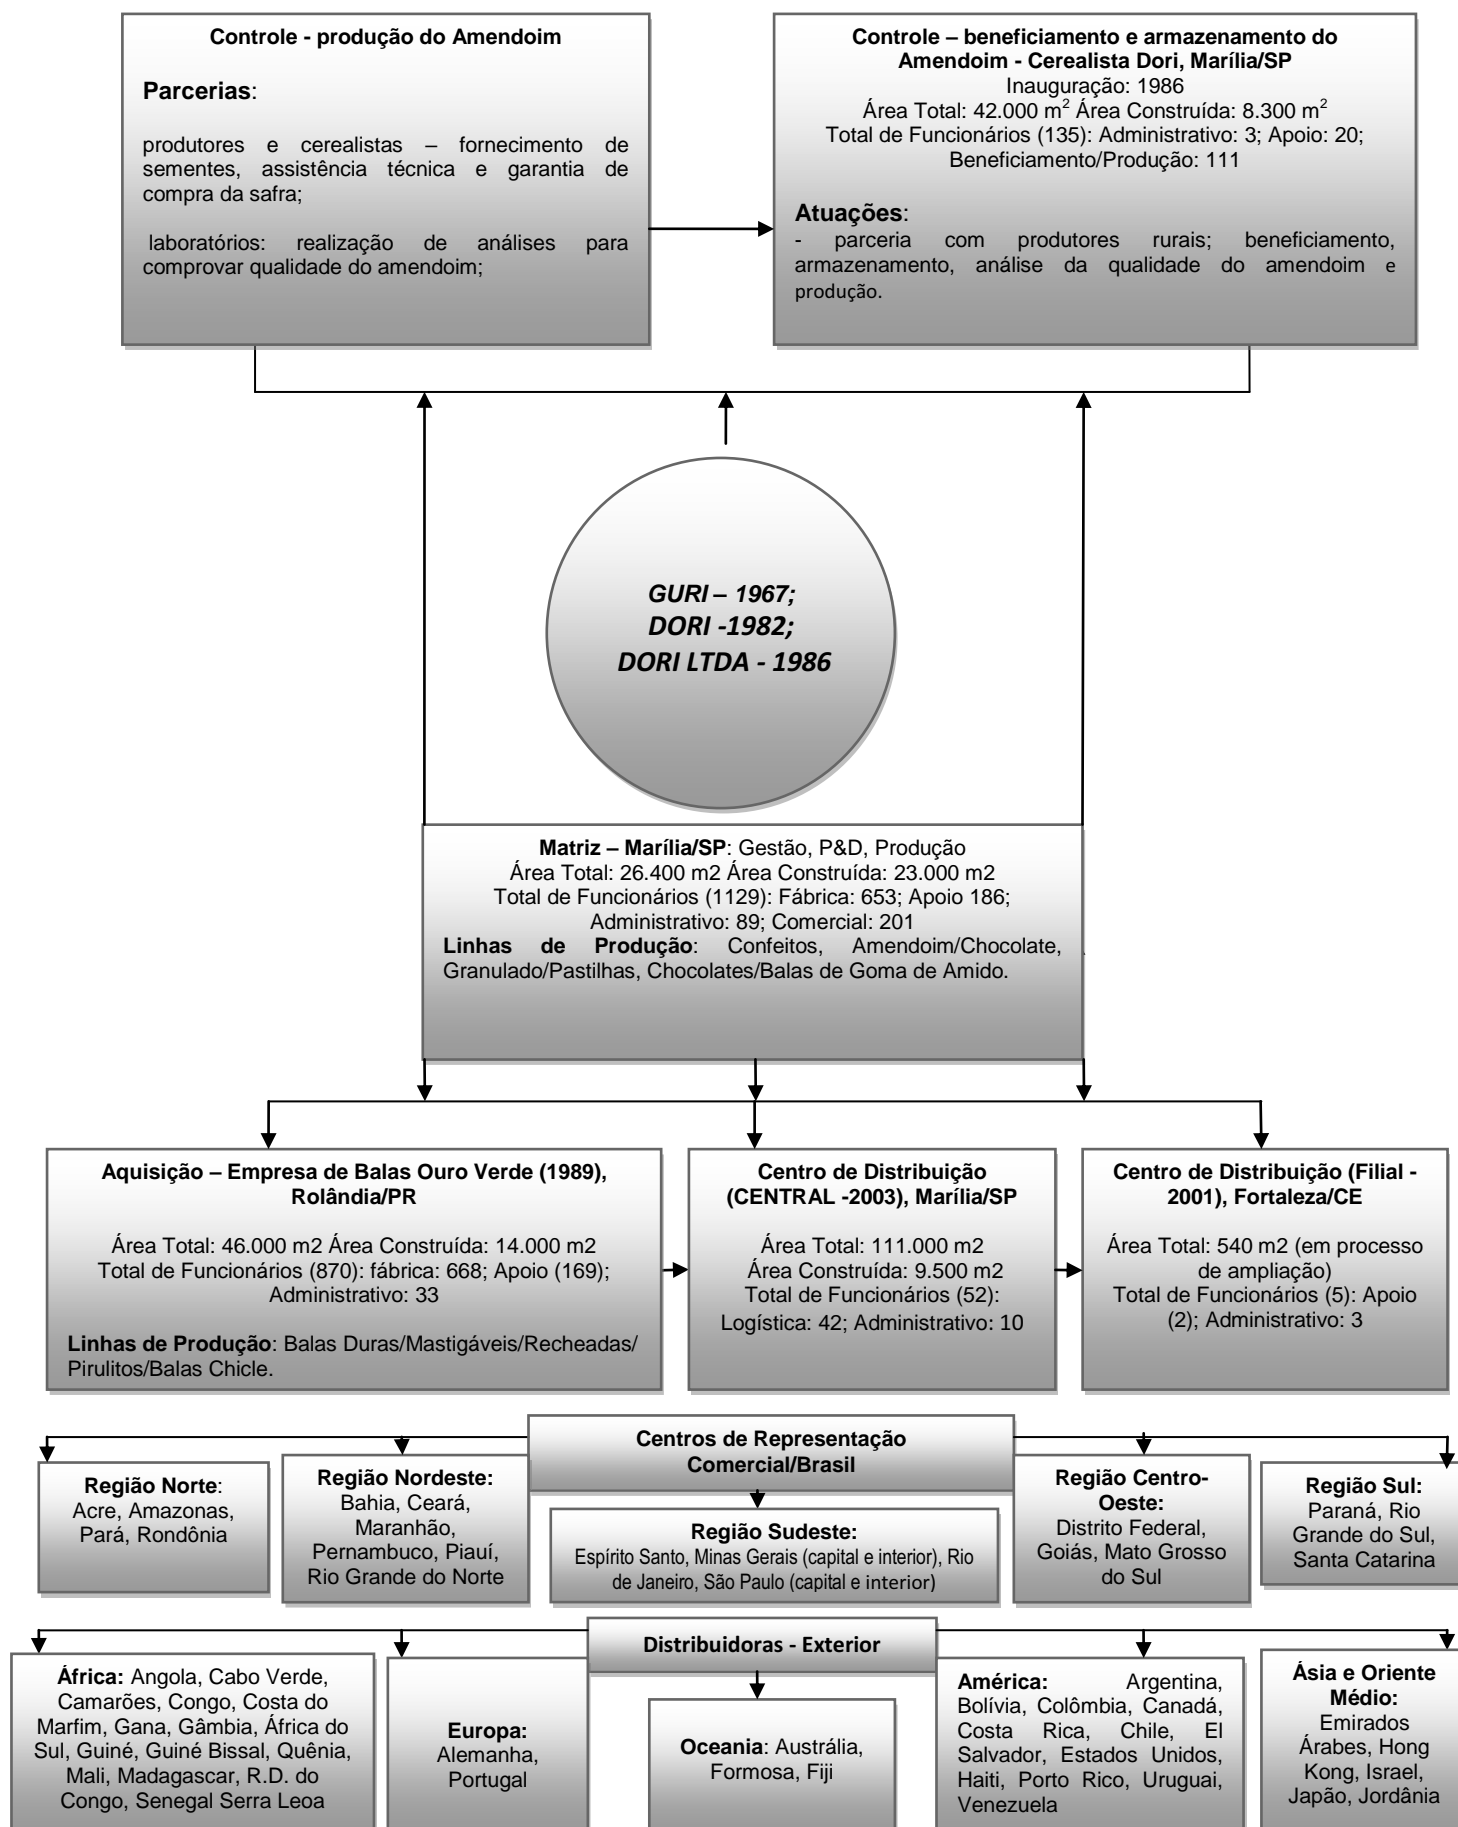 Controle - produção do Amendoim
Parcerias:
produtores e cerealistas – fornecimento de
sementes, assistência técnica e garantia de
compra da safra;
laboratórios: realização de análises para
comprovar qualidade do amendoim;
Controle – beneficiamento e armazenamento do
Amendoim - Cerealista Dori, Marília/SP
Inauguração: 1986
Área Total: 42.000 m² Área Construída: 8.300 m²
Total de Funcionários (135): Administrativo: 3; Apoio: 20;
Beneficiamento/Produção: 111
Atuações:
- parceria com produtores rurais; beneficiamento,
armazenamento, análise da qualidade do amendoim e
produção.
GURI – 1967;
DORI -1982;
DORI LTDA - 1986
Matriz – Marília/SP: Gestão, P&D, Produção
Área Total: 26.400 m2 Área Construída: 23.000 m2
Total de Funcionários (1129): Fábrica: 653; Apoio 186;
Administrativo: 89; Comercial: 201
Linhas de Produção: Confeitos, Amendoim/Chocolate,
Granulado/Pastilhas, Chocolates/Balas de Goma de Amido.
Aquisição – Empresa de Balas Ouro Verde (1989),
Rolândia/PR
Área Total: 46.000 m2 Área Construída: 14.000 m2
Total de Funcionários (870): fábrica: 668; Apoio (169);
Administrativo: 33
Linhas de Produção: Balas Duras/Mastigáveis/Recheadas/
Pirulitos/Balas Chicle.
Centro de Distribuição
(CENTRAL -2003), Marília/SP
Área Total: 111.000 m2
Área Construída: 9.500 m2
Total de Funcionários (52):
Logística: 42; Administrativo: 10
Centro de Distribuição (Filial -
2001), Fortaleza/CE
Área Total: 540 m2 (em processo
de ampliação)
Total de Funcionários (5): Apoio
(2); Administrativo: 3
Centros de Representação
Comercial/Brasil
Região Norte:
Acre, Amazonas,
Pará, Rondônia
Região Nordeste:
Bahia, Ceará,
Maranhão,
Pernambuco, Piauí,
Rio Grande do Norte
Região Sudeste:
Espírito Santo, Minas Gerais (capital e interior), Rio
de Janeiro, São Paulo (capital e interior)
Região Centro-
Oeste:
Distrito Federal,
Goiás, Mato Grosso
do Sul
Região Sul:
Paraná, Rio
Grande do Sul,
Santa Catarina
Distribuidoras - Exterior
África: Angola, Cabo Verde,
Camarões, Congo, Costa do
Marfim, Gana, Gâmbia, África do
Sul, Guiné, Guiné Bissal, Quênia,
Mali, Madagascar, R.D. do
Congo, Senegal Serra Leoa
Europa:
Alemanha,
Portugal
Oceania: Austrália,
Formosa, Fiji
América: Argentina,
Bolívia, Colômbia, Canadá,
Costa Rica, Chile, El
Salvador, Estados Unidos,
Haiti, Porto Rico, Uruguai,
Venezuela
Ásia e Oriente
Médio:
Emirados
Árabes, Hong
Kong, Israel,
Japão, Jordânia